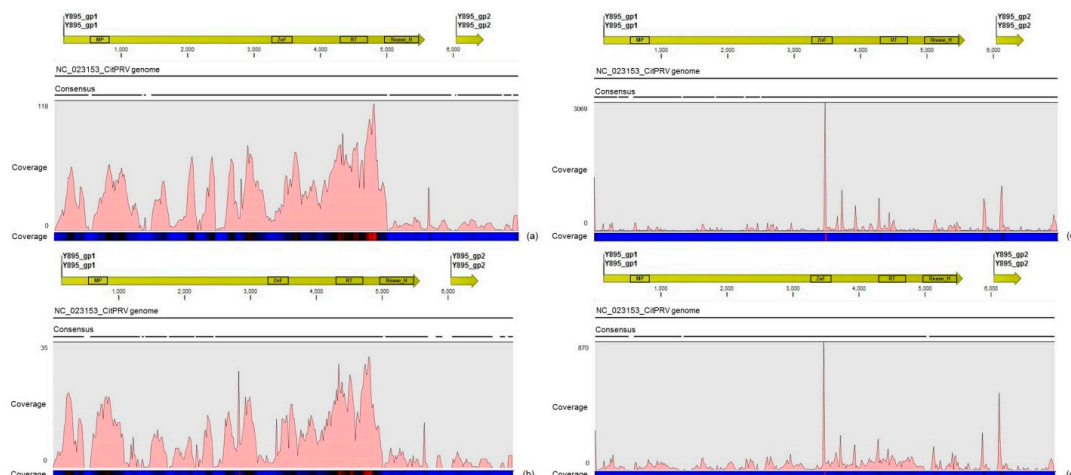 Y895_gp1
Y895_gp1
Y895_gp2
Y895_gp2
MP
ZnF
RT
Rnase_H
1,000
2,000
3,000
4,000
5,000
6,000
NC_023153_CitPRV genome
Consensus
118
Coverage
0
Coverage
(a)
Y895_gp1
Y895_gp1
Y895_gp2
Y895_gp2
MP
ZnF
RT
Rnase_H
1,000
2,000
3,000
4,000
5,000
6,000
NC_023153_CitPRV genome
Consensus
35
Coverage
0
Coverage
(b)
Y895_gp1
Y895_gp1
Y895_gp2
Y895_gp2
MP
ZnF
RT
Rnase_H
1,000
2,000
3,000
4,000
5,000
6,000
NC_023153_CitPRV genome
Consensus
3069
Coverage
0
Coverage
Y895_gp1
Y895_gp1
Y895_gp2
Y895_gp2
MP
ZnF
RT
Rnase_H
1,000
2,000
3,000
4,000
5,000
6,000
NC_023153_CitPRV genome
Consensus
870
Coverage
0
Coverage